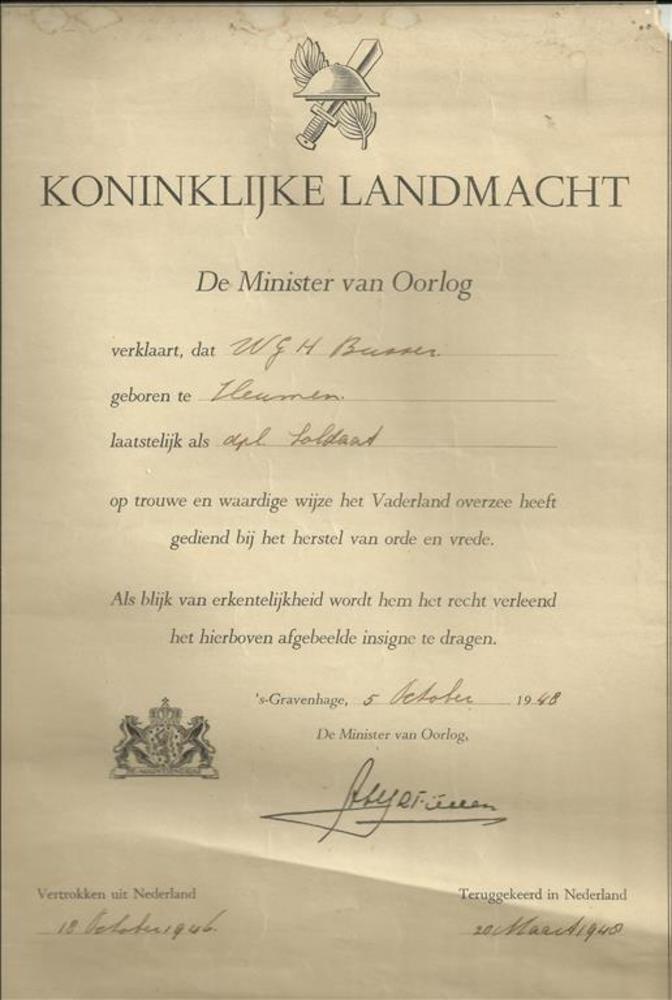 KONINKLIJKE LANDMACHT
De Minister van Oorlog
verklaart, dat W G H Busser
geboren te Heumen
laatstelijk als dpl Soldaat
op trouwe en waardige wijze het Vaderland overzee heeft
gediend bij het herstel van orde en vrede.
Als blijk van erkentelijkheid wordt hem het recht verleend
het hierboven afgebeelde insigne te dragen.
's-Gravenhage, 5 October 1948
De Minister van Oorlog,
Vertrokken uit Nederland
Teruggekeerd in Nederland
18 October 1946.
20 Maart 1948